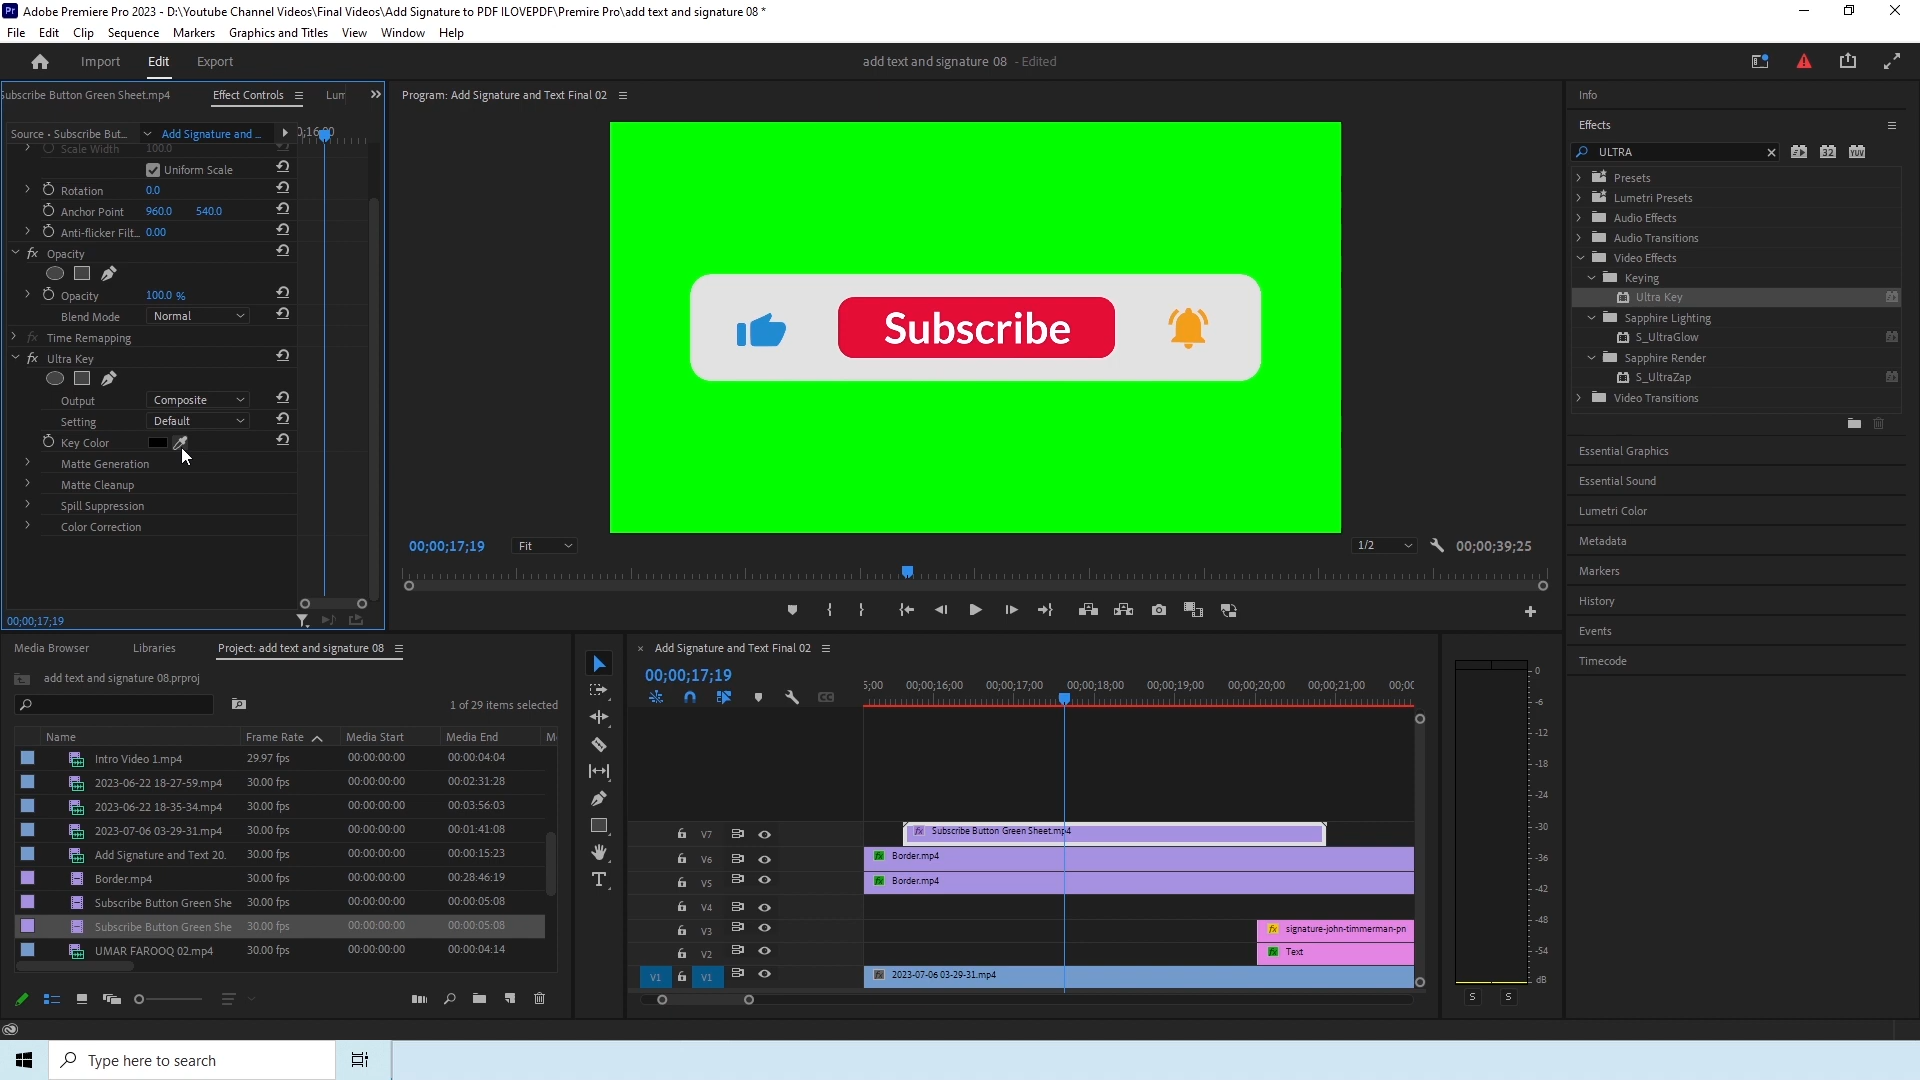 Adobe Premiere Pro 2023 - D:\Youtube Channel Videos\Final Videos\Add Signature to PDF ILOVEPDF\Premire Pro\add text and signature 08 *
File Edit Clip Sequence Markers Graphics and Titles View Window Help
Import Edit Export
add text and signature 08 - Edited
Subscribe Button Green Sheet.mp4 Effect Controls Lum
Program: Add Signature and Text Final 02
Source • Subscribe But... Add Signature and ... ;16;00
Scale Width 100.0
Uniform Scale
Rotation 0.0
Anchor Point 960.0 540.0
Anti-flicker Filt... 0.00
fx Opacity
Opacity 100.0 %
Blend Mode Normal
fx Time Remapping
fx Ultra Key
Output Composite
Setting Default
Key Color
Matte Generation
Matte Cleanup
Spill Suppression
Color Correction
00;00;17;19
Subscribe
00;00;17;19 Fit 1/2 00;00;39;25
Info
Effects
ULTRA
32 YUV
Presets
Lumetri Presets
Audio Effects
Audio Transitions
Video Effects
Keying
Ultra Key
Sapphire Lighting
S_UltraGlow
Sapphire Render
S_UltraZap
Video Transitions
Essential Graphics
Essential Sound
Lumetri Color
Metadata
Markers
History
Events
Timecode
Media Browser Libraries Project: add text and signature 08
add text and signature 08.prproj
1 of 29 items selected
Name Frame Rate Media Start Media End M
Intro Video 1.mp4 29.97 fps 00:00:00:00 00:00:04:04
2023-06-22 18-27-59.mp4 30.00 fps 00:00:00:00 00:02:31:28
2023-06-22 18-35-34.mp4 30.00 fps 00:00:00:00 00:03:56:03
2023-07-06 03-29-31.mp4 30.00 fps 00:00:00:00 00:01:41:08
Add Signature and Text 20. 30.00 fps 00:00:00:00 00:00:15:23
Border.mp4 30.00 fps 00:00:00:00 00:28:46:19
Subscribe Button Green She 30.00 fps 00:00:00:00 00:00:05:08
Subscribe Button Green She 30.00 fps 00:00:00:00 00:00:05:08
UMAR FAROOQ 02.mp4 30.00 fps 00:00:00:00 00:00:04:14
× Add Signature and Text Final 02
00;00;17;19
;15;00 00;00;16;00 00;00;17;00 00;00;18;00 00;00;19;00 00;00;20;00 00;00;21;00 00;00
V7 fx Subscribe Button Green Sheet.mp4
V6 fx Border.mp4
V5 fx Border.mp4
V4
V3 fx signature-john-timmerman-pn
V2 fx Text
V1 V1 fx 2023-07-06 03-29-31.mp4
0
-6
-12
-18
-24
-30
-36
-42
-48
-54
dB
S S
Type here to search